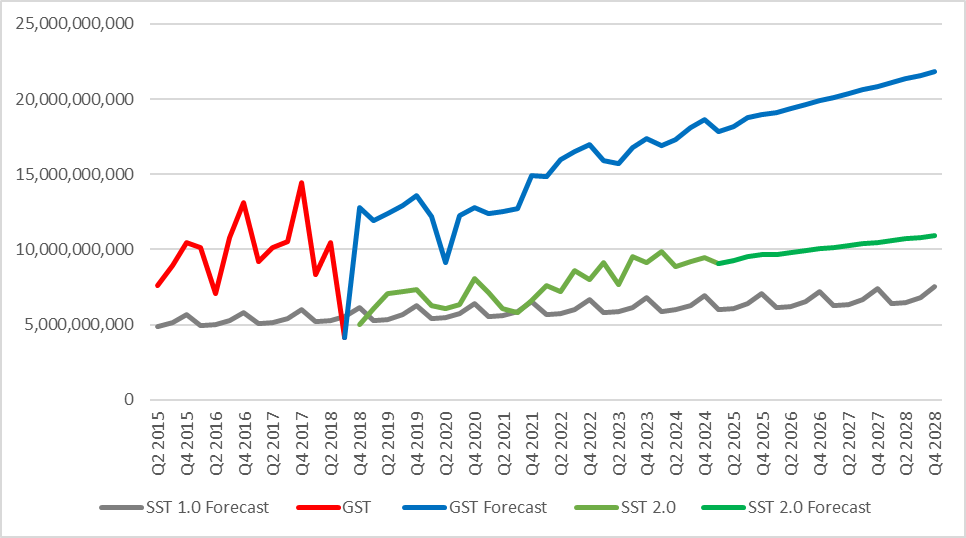 25,000,000,000
20,000,000,000
15,000,000,000
10,000,000,000
5,000,000,000
0
Q2 2015
Q4 2015
Q2 2016
Q4 2016
Q2 2017
Q4 2017
Q2 2018
Q4 2018
Q2 2019
Q4 2019
Q2 2020
Q4 2020
Q2 2021
Q4 2021
Q2 2022
Q4 2022
Q2 2023
Q4 2023
Q2 2024
Q4 2024
Q2 2025
Q4 2025
Q2 2026
Q4 2026
Q2 2027
Q4 2027
Q2 2028
Q4 2028
SST 1.0 Forecast GST GST Forecast SST 2.0 SST 2.0 Forecast